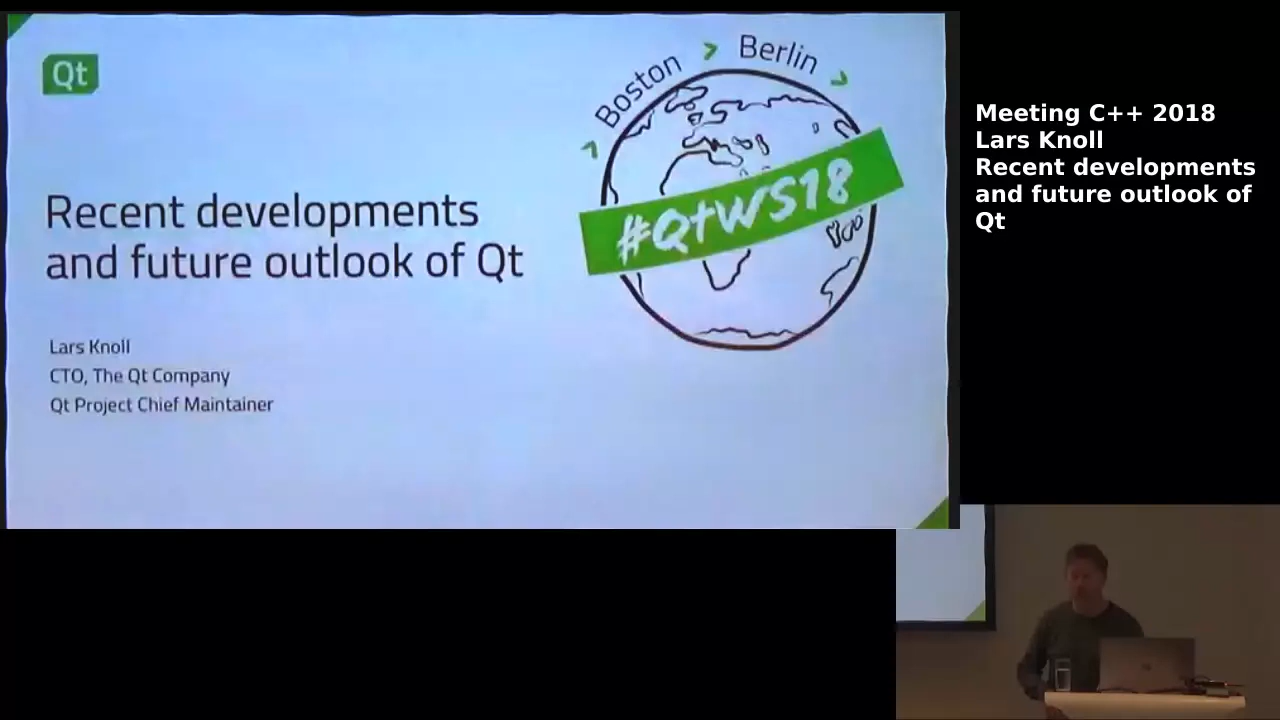 Qt
Boston > Berlin >
#QtWS18
Recent developments
and future outlook of Qt
Lars Knoll
CTO, The Qt Company
Qt Project Chief Maintainer
Meeting C++ 2018
Lars Knoll
Recent developments
and future outlook of
Qt